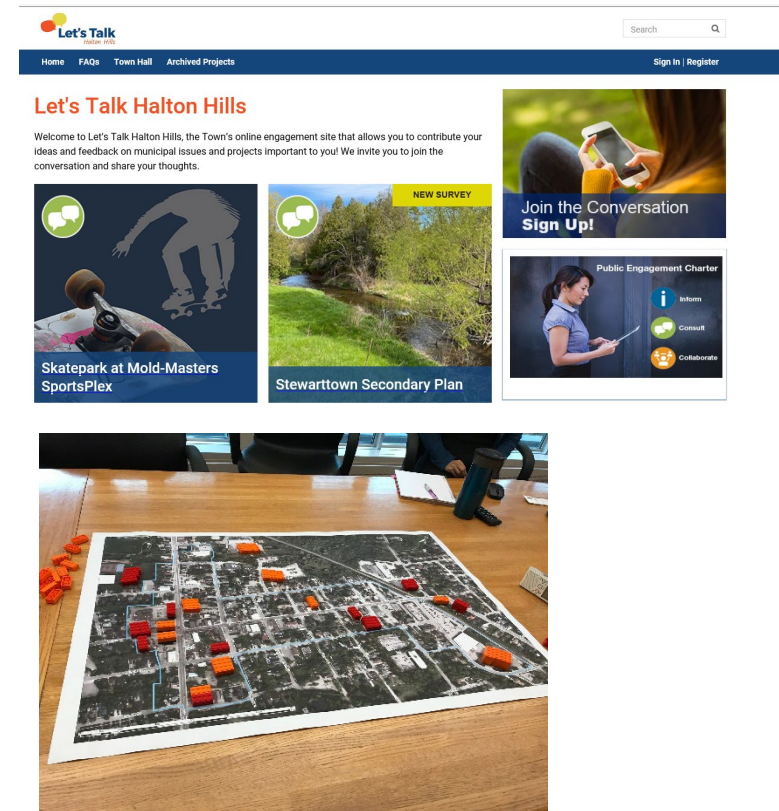 Let's Talk
Halton Hills
Search
Home FAQs Town Hall Archived Projects
Sign In | Register
Let's Talk Halton Hills
Welcome to Let's Talk Halton Hills, the Town's online engagement site that allows you to contribute your
ideas and feedback on municipal issues and projects important to you! We invite you to join the
conversation and share your thoughts.
Skatepark at Mold-Masters
SportsPlex
NEW SURVEY
Stewarttown Secondary Plan
Join the Conversation
Sign Up!
Public Engagement Charter
Inform
Consult
Collaborate